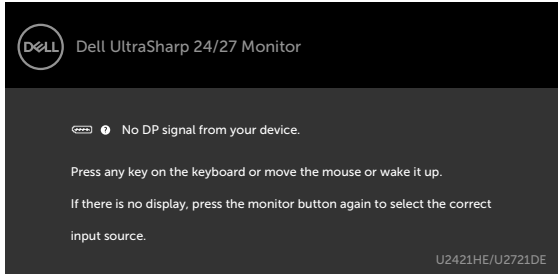 DELL
Dell UltraSharp 24/27 Monitor
? No DP signal from your device.
Press any key on the keyboard or move the mouse or wake it up.
If there is no display, press the monitor button again to select the correct
input source.
U2421HE/U2721DE